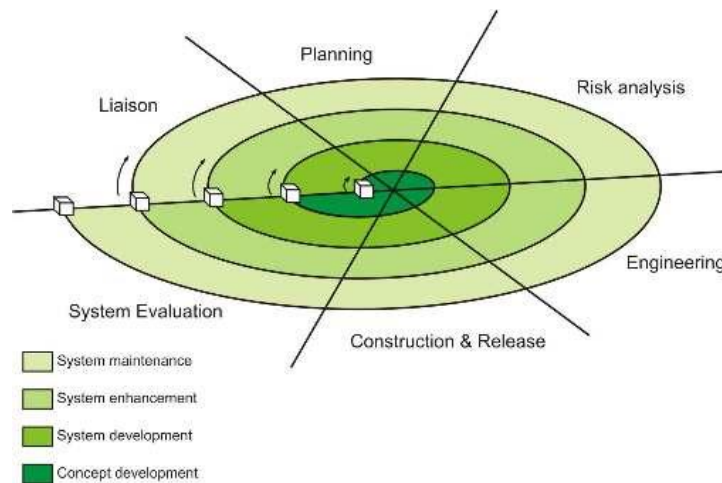 Planning
Risk analysis
Liaison
Engineering
System Evaluation
Construction & Release
System maintenance
System enhancement
System development
Concept development